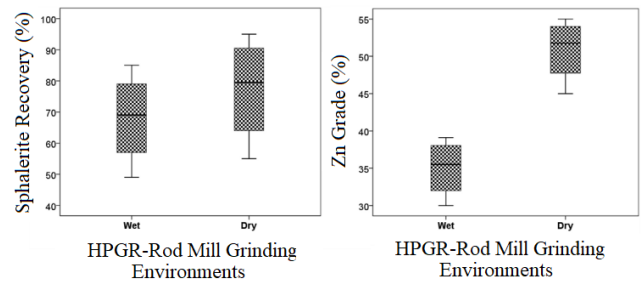 Sphalerite Recovery (%)
100
90
80
70
60
50
40
Wet
Dry
HPGR-Rod Mill Grinding
Environments
Zn Grade (%)
55
50
45
40
35
30
Wet
Dry
HPGR-Rod Mill Grinding
Environments